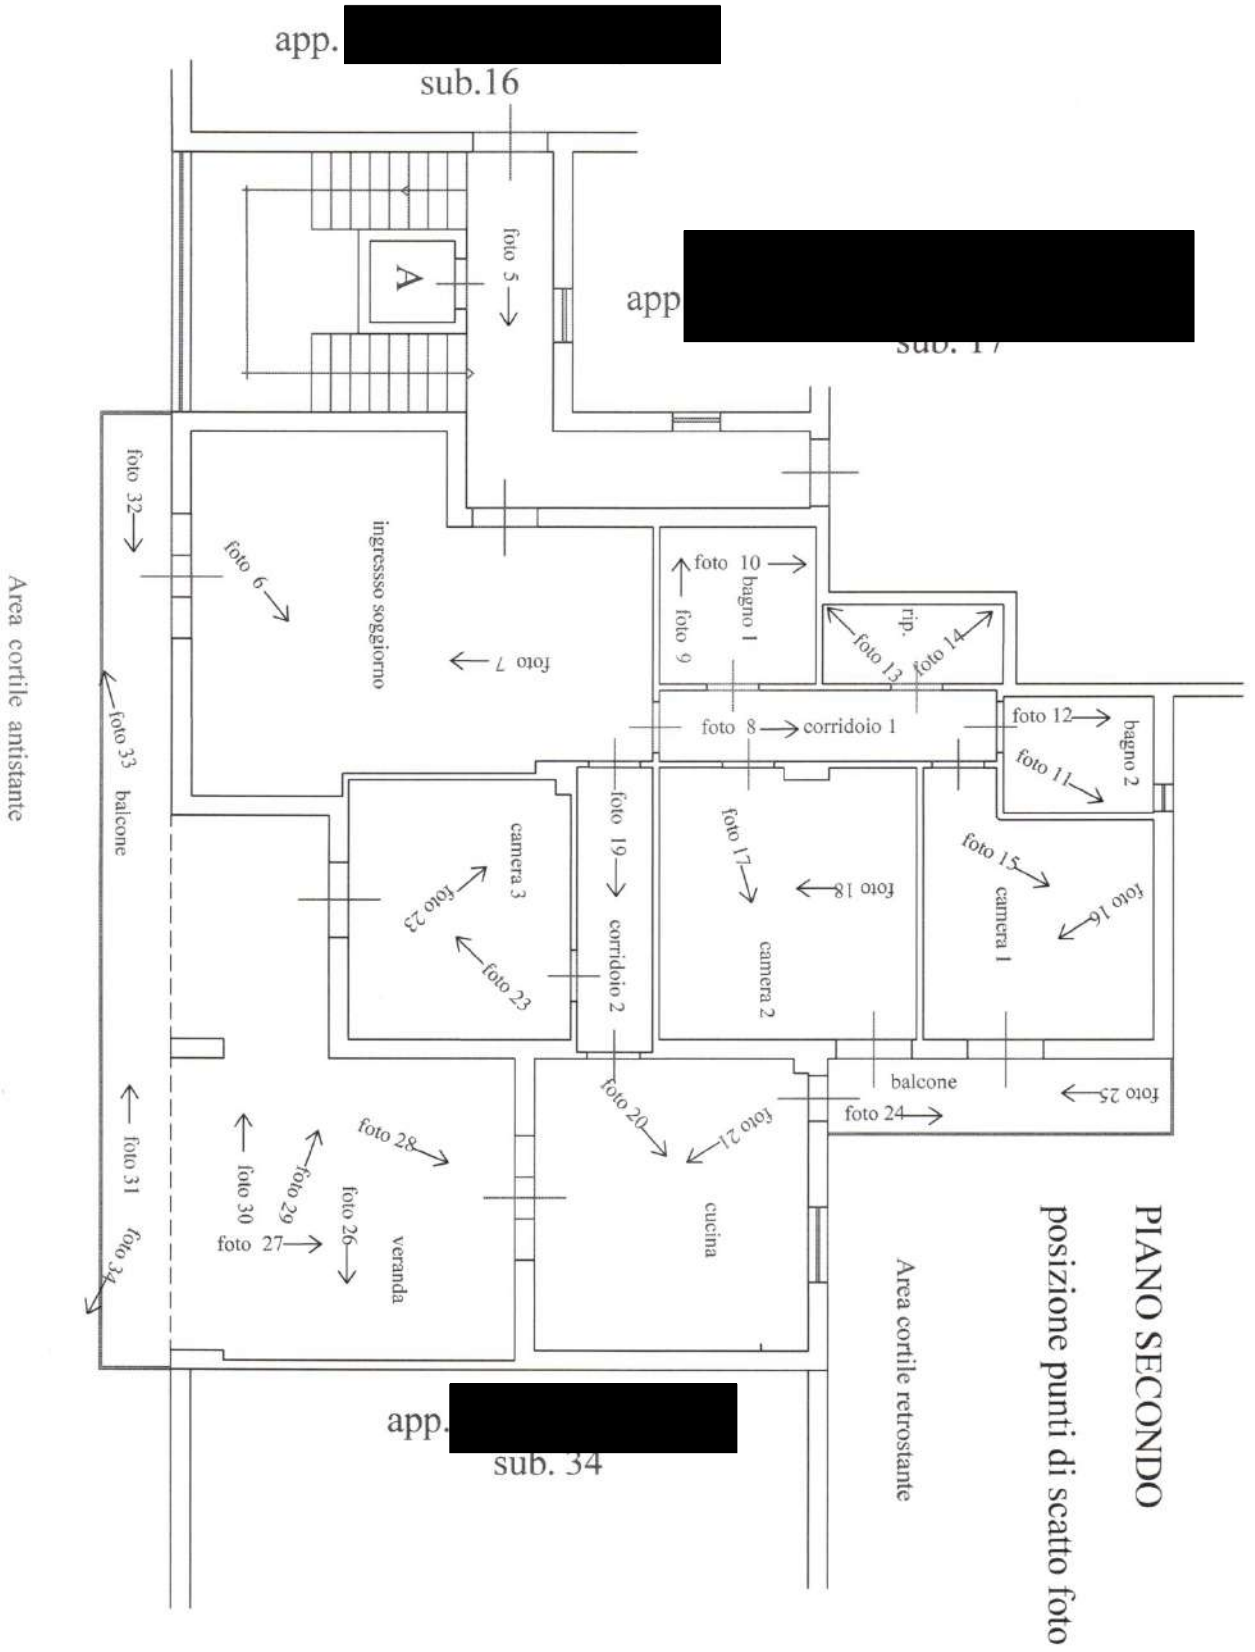 app.
sub.16
app
sub. 17
A
foto 5
foto 32
foto 6
ingressso soggiorno
foto 7
foto 10
bagno 1
foto 9
rip.
foto 13
foto 14
foto 8
corridoio 1
foto 12
bagno 2
foto 11
Area cortile antistante
foto 33
balcone
camera 3
foto 23
foto 23
foto 19
corridoio 2
foto 17
foto 18
camera 2
foto 15
foto 16
camera 1
balcone
foto 24
foto 25
foto 20
foto 21
cucina
foto 28
foto 31
foto 30
foto 29
foto 26
foto 27
veranda
foto 34
PIANO SECONDO
posizione punti di scatto foto
Area cortile retrostante
app.
sub. 34